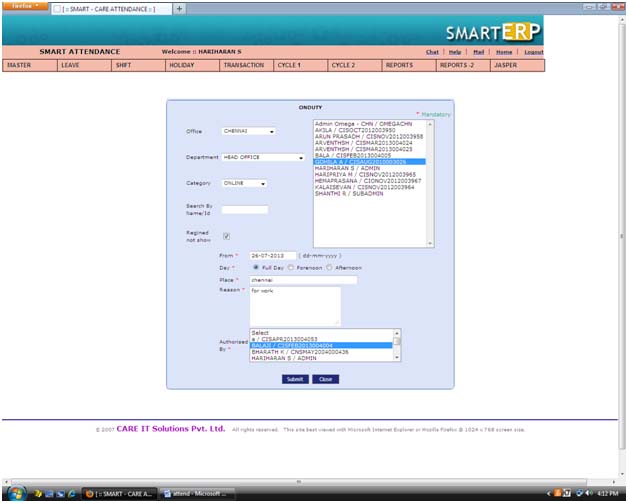 Firefox
[ :: SMART - CARE ATTENDANCE :: ]
SMARTERP
SMART ATTENDANCE
Welcome :: HARIHARAN S
Chat | Help | Mail | Home | Logout
MASTER LEAVE SHIFT HOLIDAY TRANSACTION CYCLE 1 CYCLE 2 REPORTS REPORTS -2 JASPER
ONDUTY
* Mandatory
Office CHENNAI
Department HEAD OFFICE
Category ONLINE
Search By
Name/Id
Regined
not show
Admin Omega - CHN / OMEGACHN
AKILA / CISOCT2012003950
ARUN PRASADH / CISNOV2012003958
ARVENTHSH / CISMAR2013004024
ARVENTHSH / CISMAR2013004025
BALA / CISFEB2013004005
GOHILA A / CISAUG2010003026
HARIHARAN S / ADMIN
HARIPRIYA M / CISNOV2012003965
HEMAPRASANA / CIONOV2012003967
KALAISEVAN / CISNOV2012003964
SHANTHI R / SUBADMIN
From * 26-07-2013 ( dd-mm-yyyy )
Day * Full Day Forenoon Afternoon
Place * chennai
Reason * for work
Authorised
By *
Select
a / CISAPR2013004053
BALAJI / CISFEB2013004004
BHARATH K / CNSMAY2004000436
HARIHARAN S / ADMIN
Submit Close
© 2007 CARE IT Solutions Pvt. Ltd. All rights reserved. This site best viewed with Microsoft Internet Explorer or Mozilla Firefox @ 1024 x 768 screen size.
[ :: SMART - CARE A...
attend - Microsoft ...
4:12 PM